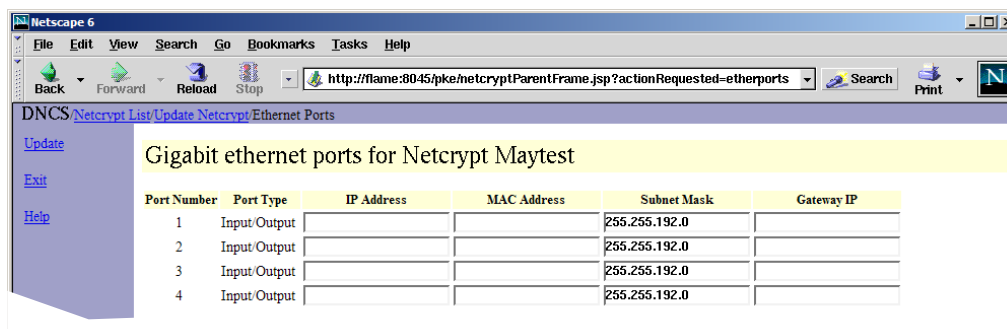 Netscape 6
File Edit View Search Go Bookmarks Tasks Help
Back Forward Reload Stop http://flame:8045/pke/netcryptParentFrame.jsp?actionRequested=etherports Search Print N
DNCS/Netcrypt List/Update Netcrypt/Ethernet Ports
Update
Exit
Help
Gigabit ethernet ports for Netcrypt Maytest
Port Number Port Type IP Address MAC Address Subnet Mask Gateway IP
1 Input/Output 255.255.192.0
2 Input/Output 255.255.192.0
3 Input/Output 255.255.192.0
4 Input/Output 255.255.192.0